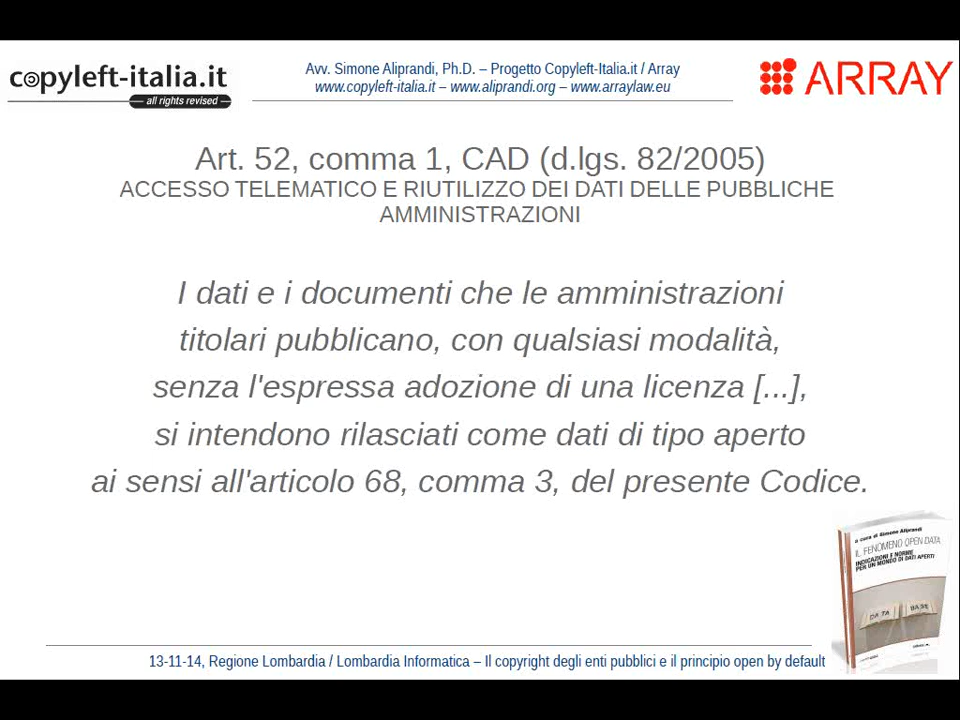 copyleft-italia.it
all rights revised
Avv. Simone Aliprandi, Ph.D. – Progetto Copyleft-Italia.it / Array
www.copyleft-italia.it – www.aliprandi.org – www.arraylaw.eu
ARRAY
Art. 52, comma 1, CAD (d.lgs. 82/2005)
ACCESSO TELEMATICO E RIUTILIZZO DEI DATI DELLE PUBBLICHE
AMMINISTRAZIONI
I dati e i documenti che le amministrazioni
titolari pubblicano, con qualsiasi modalità,
senza l'espressa adozione di una licenza [...],
si intendono rilasciati come dati di tipo aperto
ai sensi all'articolo 68, comma 3, del presente Codice.
a cura di Simone Aliprandi
IL FENOMENO OPEN DATA
INDICAZIONI E NORME
PER UN MONDO DI DATI APERTI
DATA
BASE
13-11-14, Regione Lombardia / Lombardia Informatica – Il copyright degli enti pubblici e il principio open by default